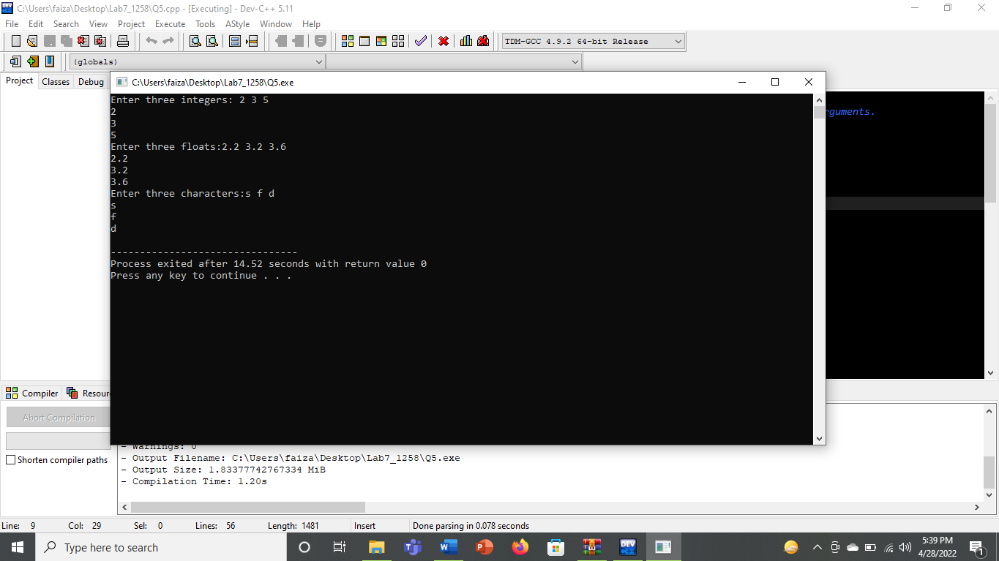 C:\Users\faiza\Desktop\Lab7_1258\Q5.cpp - [Executing] - Dev-C++ 5.11
File Edit Search View Project Execute Tools AStyle Window Help
TDM-GCC 4.9.2 64-bit Release
(globals)
Project Classes Debug
C:\Users\faiza\Desktop\Lab7_1258\Q5.exe
Enter three integers: 2 3 5
guments.
2
3
5
Enter three floats:2.2 3.2 3.6
2.2
3.2
3.6
Enter three characters:s f d
s
f
d
--------------------------------
Process exited after 14.52 seconds with return value 0
Press any key to continue . . .
Compiler Resour
Abort Compilation
Shorten compiler paths
- Warnings: 0
- Output Filename: C:\Users\faiza\Desktop\Lab7_1258\Q5.exe
- Output Size: 1.83377742767334 MiB
- Compilation Time: 1.20s
Line: 9 Col: 29 Sel: 0 Lines: 56 Length: 1481 Insert Done parsing in 0.078 seconds
Type here to search
DEV
5:39 PM
4/28/2022
1